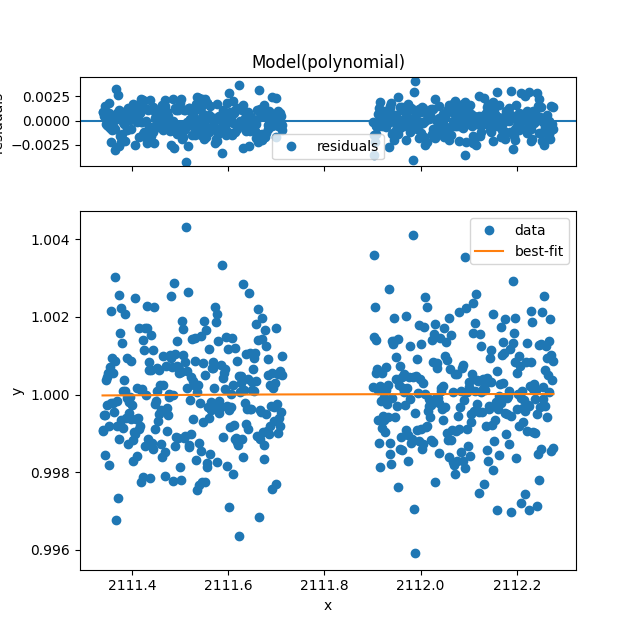 Model(polynomial)
0.0025
0.0000
−0.0025
residuals
residuals
1.004
1.002
1.000
0.998
0.996
y
data
best-fit
2111.4
2111.6
2111.8
2112.0
2112.2
x